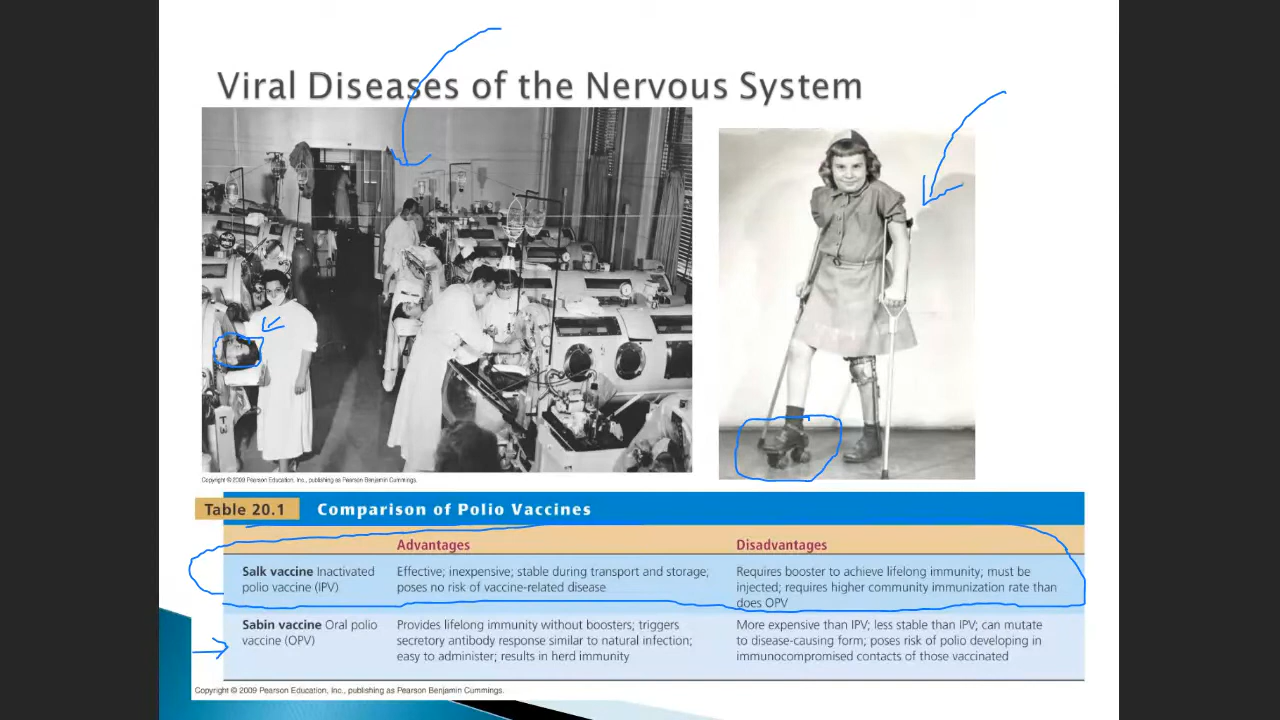 Viral Diseases of the Nervous System
Copyright © 2009 Pearson Education, Inc., publishing as Pearson Benjamin Cummings.
Table 20.1 Comparison of Polio Vaccines
Advantages Disadvantages
Salk vaccine Inactivated
polio vaccine (IPV)
Effective; inexpensive; stable during transport and storage;
poses no risk of vaccine-related disease
Requires booster to achieve lifelong immunity; must be
injected; requires higher community immunization rate than
does OPV
Sabin vaccine Oral polio
vaccine (OPV)
Provides lifelong immunity without boosters; triggers
secretory antibody response similar to natural infection;
easy to administer; results in herd immunity
More expensive than IPV; less stable than IPV; can mutate
to disease-causing form; poses risk of polio developing in
immunocompromised contacts of those vaccinated
Copyright © 2009 Pearson Education, Inc., publishing as Pearson Benjamin Cummings.